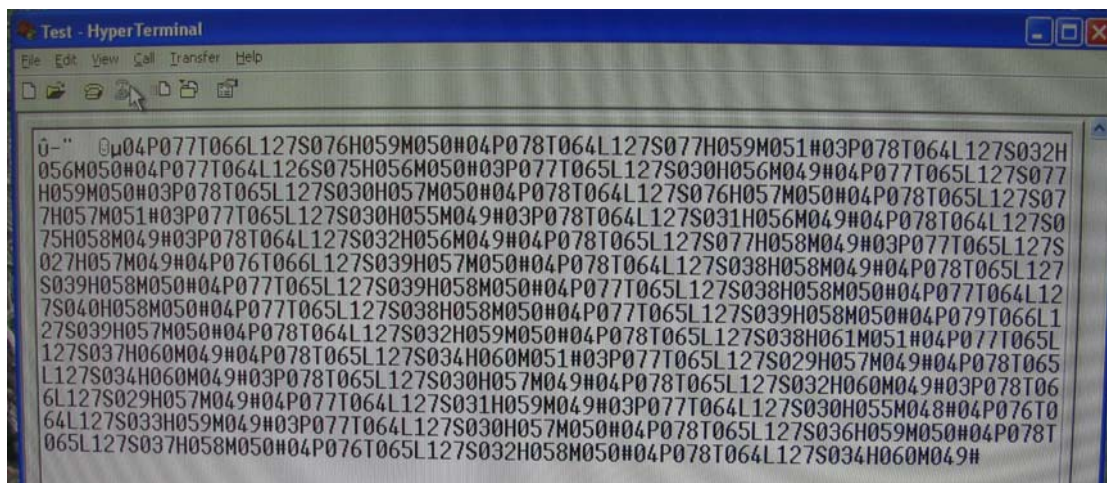 Test - HyperTerminal
File Edit View Call Transfer Help
û-" µ04P077T066L127S076H059M050#04P078T064L127S077H059M051#03P078T064L127S032H
056M050#04P077T064L126S075H056M050#03P077T065L127S030H056M049#04P077T065L127S077
H059M050#03P078T065L127S030H057M050#04P078T064L127S076H057M050#04P078T065L127S07
7H057M051#03P077T065L127S030H055M049#03P078T064L127S031H056M049#04P078T064L127S0
75H058M049#03P078T064L127S032H056M049#04P078T065L127S077H058M049#03P077T065L127S
027H057M049#04P076T066L127S039H057M050#04P078T064L127S038H058M049#04P078T065L127
S039H058M050#04P077T065L127S039H058M050#04P077T065L127S038H058M050#04P077T064L12
7S040H058M050#04P077T065L127S038H058M050#04P077T065L127S039H058M050#04P079T066L1
27S039H057M050#04P078T064L127S032H059M050#04P078T065L127S038H061M051#04P077T065L
127S037H060M049#04P078T065L127S034H060M051#03P077T065L127S029H057M049#04P078T065
L127S034H060M049#03P078T065L127S030H057M049#04P078T065L127S032H060M049#03P078T06
6L127S029H057M049#04P077T064L127S031H059M049#03P077T064L127S030H055M048#04P076T0
64L127S033H059M049#03P077T064L127S030H057M050#04P078T065L127S036H059M050#04P078T
065L127S037H058M050#04P076T065L127S032H058M050#04P078T064L127S034H060M049#